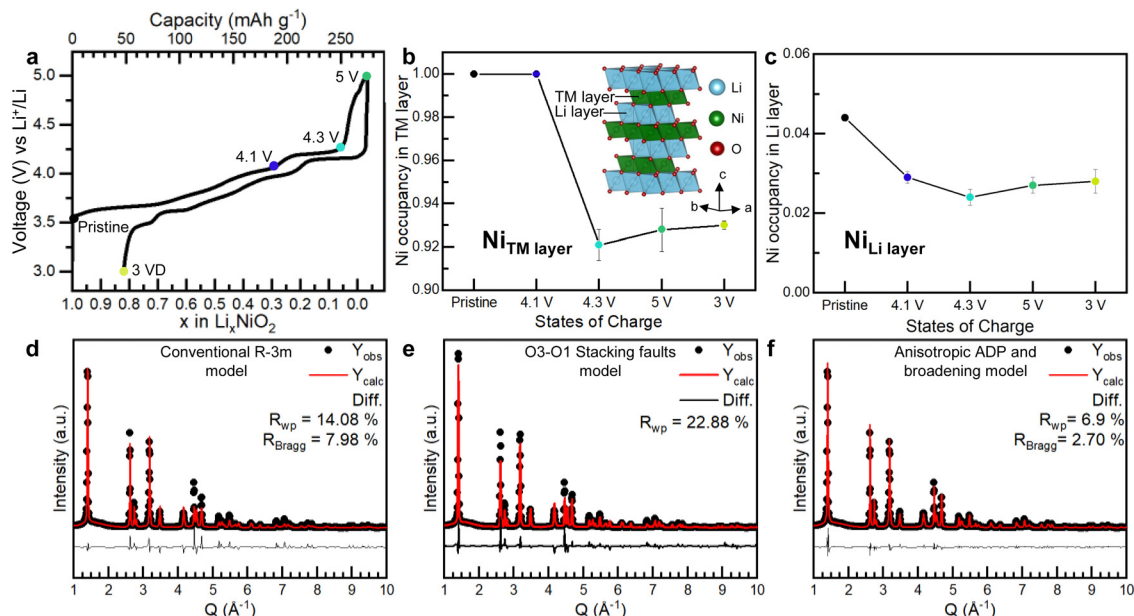 Capacity (mAh g⁻¹)
0 50 100 150 200 250
a
Voltage (V) vs Li⁺/Li
5.0
4.5
4.0
3.5
3.0
5 V
4.3 V
4.1 V
Pristine
3 VD
1.0 0.9 0.8 0.7 0.6 0.5 0.4 0.3 0.2 0.1 0.0
x in LiₓNiO₂
b
Ni occupancy in TM layer
1.00
0.98
0.96
0.94
0.92
0.90
TM layer
Li layer
Li
Ni
O
c
b
a
Ni_TM layer
Pristine 4.1 V 4.3 V 5 V 3 V
States of Charge
c
Ni occupancy in Li layer
0.06
0.04
0.02
0.00
Ni_Li layer
Pristine 4.1 V 4.3 V 5 V 3 V
States of Charge
d
Conventional R-3m
model
Y_obs
Y_calc
Diff.
R_wp = 14.08 %
R_Bragg = 7.98 %
Intensity (a.u.)
1 2 3 4 5 6 7 8 9 10
Q (Å⁻¹)
e
O3-O1 Stacking faults
model
Y_obs
Y_calc
Diff.
R_wp = 22.88 %
Intensity (a.u.)
1 2 3 4 5 6 7 8 9 10
Q (Å⁻¹)
f
Anisotropic ADP and
broadening model
Y_obs
Y_calc
Diff.
R_wp= 6.9 %
R_Bragg= 2.70 %
Intensity (a.u.)
1 2 3 4 5 6 7 8 9 10
Q (Å⁻¹)